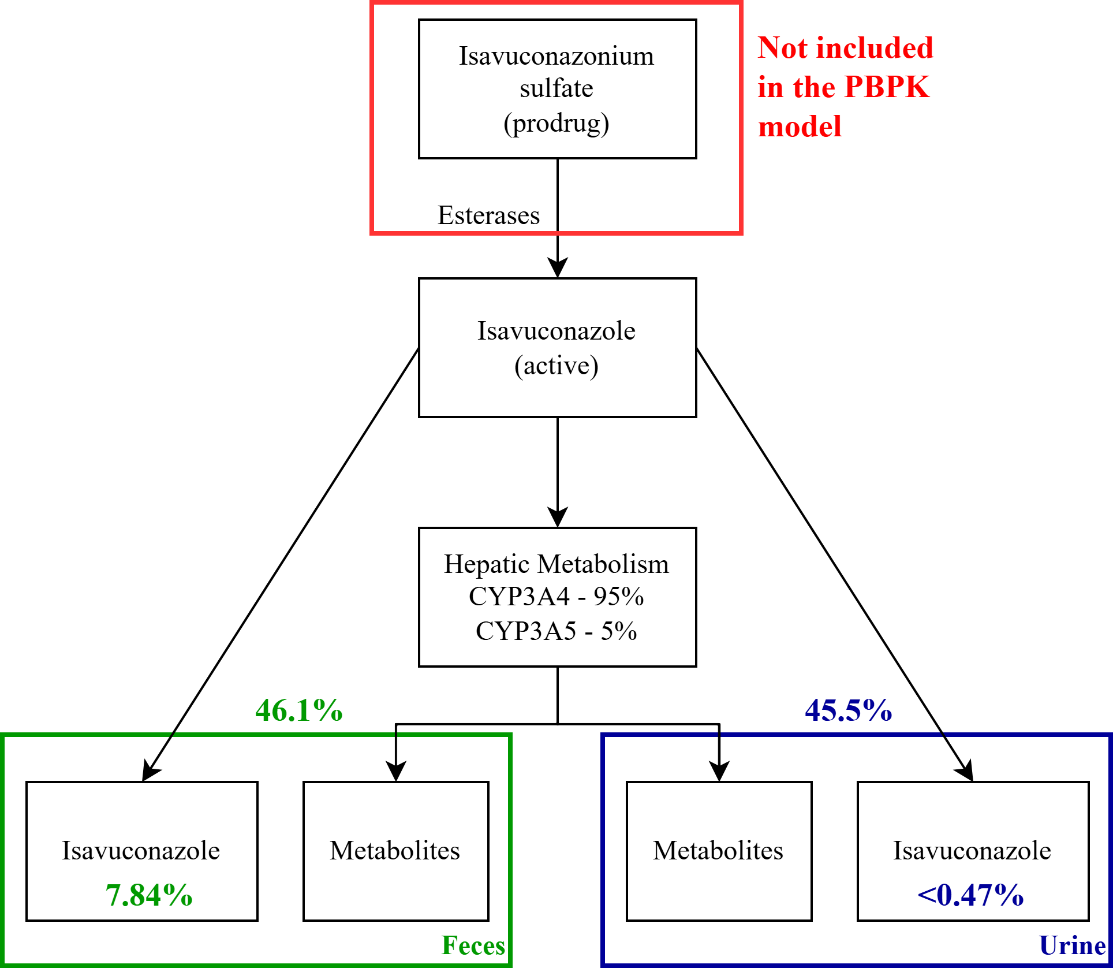 Isavuconazonium
sulfate
(prodrug)
Not included
in the PBPK
model
Esterases
Isavuconazole
(active)
Hepatic Metabolism
CYP3A4 - 95%
CYP3A5 - 5%
46.1%
45.5%
Isavuconazole
7.84%
Metabolites
Feces
Metabolites
Isavuconazole
<0.47%
Urine